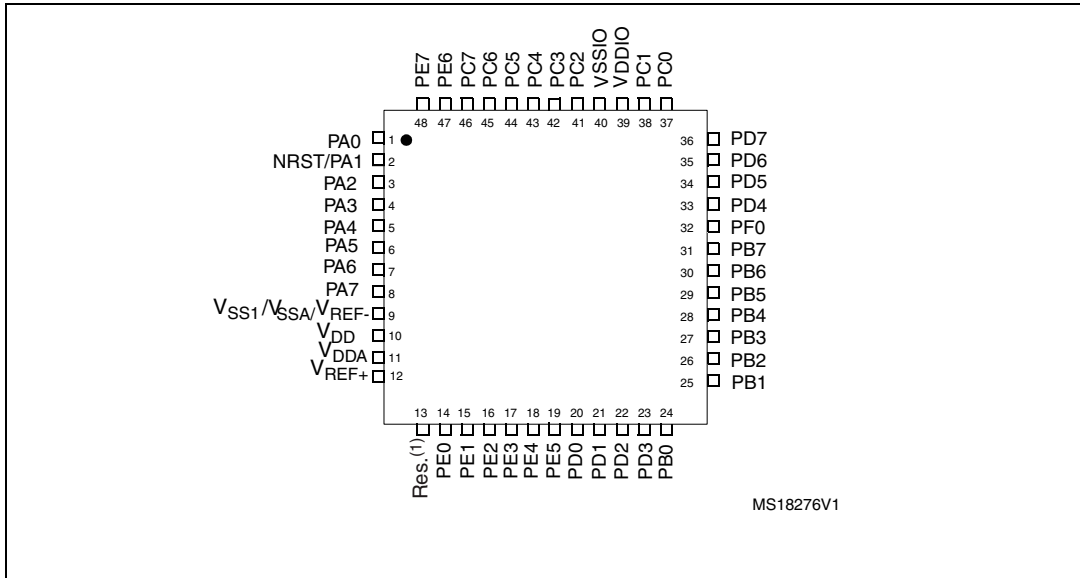 PE7
PE6
PC7
PC6
PC5
PC4
PC3
PC2
VSSIO
VDDIO
PC1
PC0
48 47 46 45 44 43 42 41 40 39 38 37
PA0 1
NRST/PA1 2
PA2 3
PA3 4
PA4 5
PA5 6
PA6 7
PA7 8
VSS1/VSSA/VREF- 9
VDD 10
VDDA 11
VREF+ 12
36 PD7
35 PD6
34 PD5
33 PD4
32 PF0
31 PB7
30 PB6
29 PB5
28 PB4
27 PB3
26 PB2
25 PB1
13 14 15 16 17 18 19 20 21 22 23 24
Res.(1)
PE0
PE1
PE2
PE3
PE4
PE5
PD0
PD1
PD2
PD3
PB0
MS18276V1